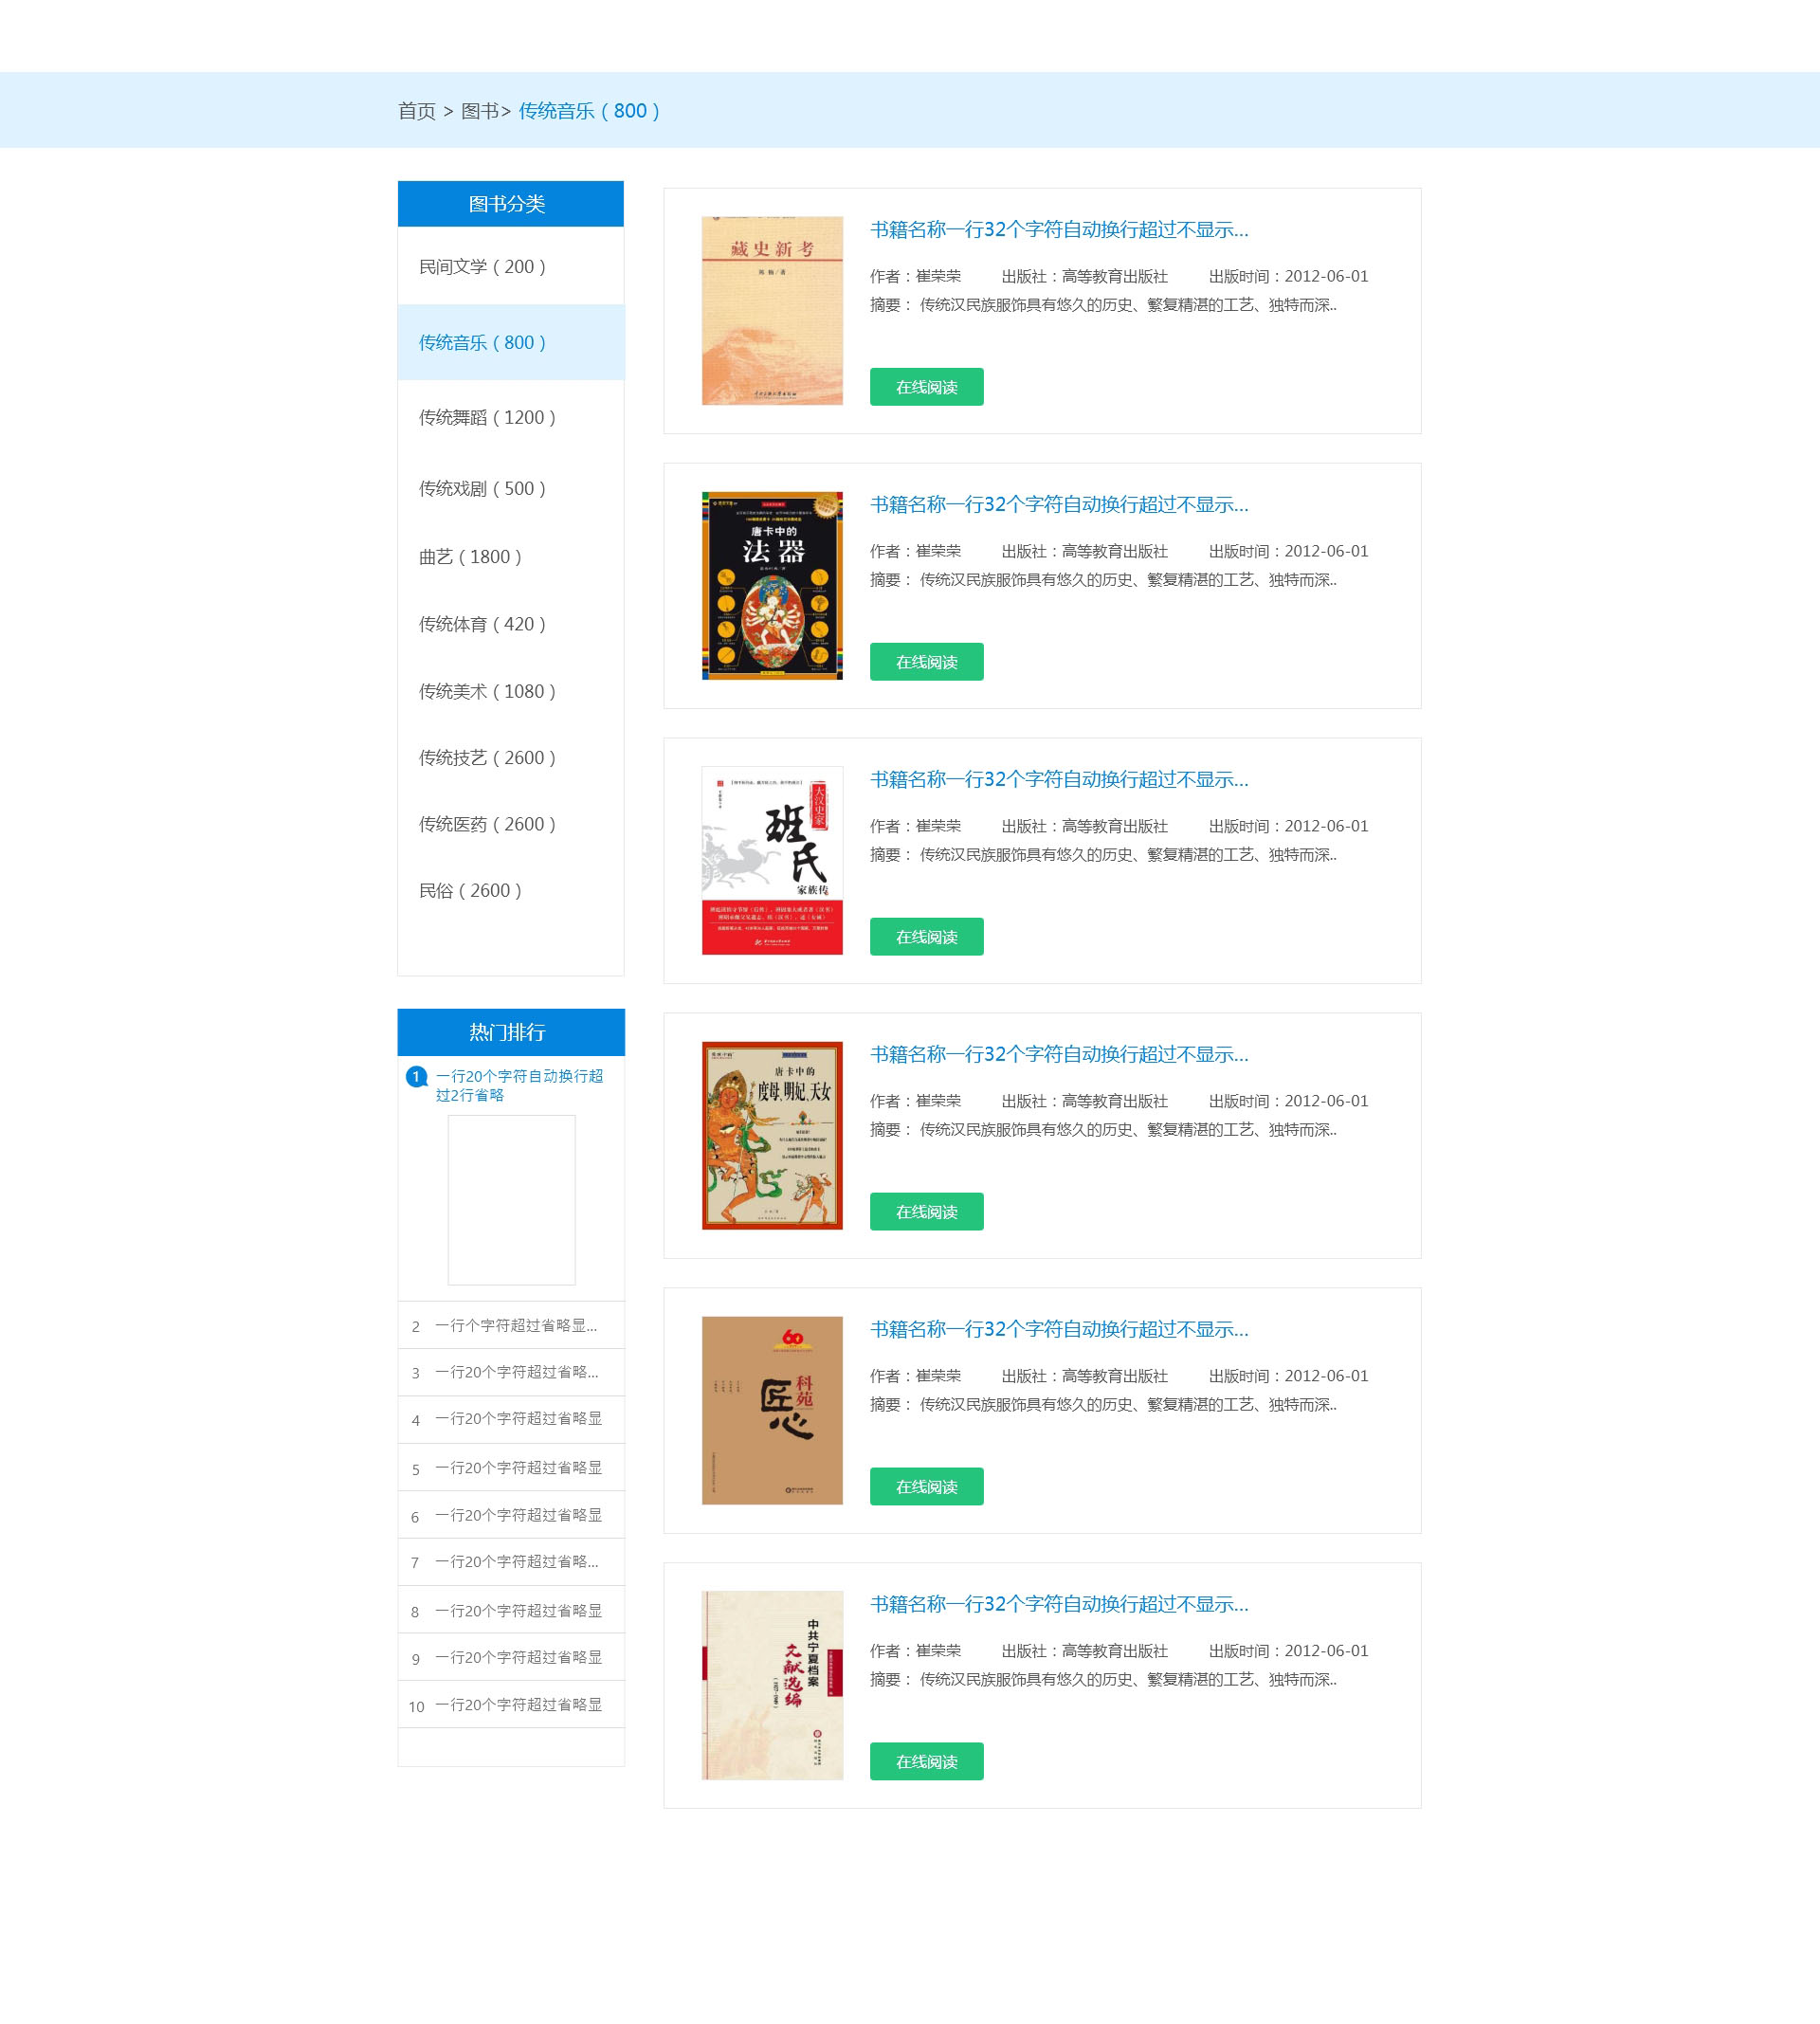 首页 > 图书> 传统音乐（800）
图书分类
民间文学（200）
传统音乐（800）
传统舞蹈（1200）
传统戏剧（500）
曲艺（1800）
传统体育（420）
传统美术（1080）
传统技艺（2600）
传统医药（2600）
民俗（2600）
热门排行
1 一行20个字符自动换行超
过2行省略
2 一行个字符超过省略显...
3 一行20个字符超过省略...
4 一行20个字符超过省略显
5 一行20个字符超过省略显
6 一行20个字符超过省略显
7 一行20个字符超过省略...
8 一行20个字符超过省略显
9 一行20个字符超过省略显
10 一行20个字符超过省略显
藏史新考
书籍名称一行32个字符自动换行超过不显示...
作者：崔荣荣 出版社：高等教育出版社 出版时间：2012-06-01
摘要： 传统汉民族服饰具有悠久的历史、繁复精湛的工艺、独特而深..
在线阅读
唐卡中的
法器
书籍名称一行32个字符自动换行超过不显示...
作者：崔荣荣 出版社：高等教育出版社 出版时间：2012-06-01
摘要： 传统汉民族服饰具有悠久的历史、繁复精湛的工艺、独特而深..
在线阅读
大汉史家
班氏
家族传
书籍名称一行32个字符自动换行超过不显示...
作者：崔荣荣 出版社：高等教育出版社 出版时间：2012-06-01
摘要： 传统汉民族服饰具有悠久的历史、繁复精湛的工艺、独特而深..
在线阅读
唐卡中的
度母、明妃、天女
书籍名称一行32个字符自动换行超过不显示...
作者：崔荣荣 出版社：高等教育出版社 出版时间：2012-06-01
摘要： 传统汉民族服饰具有悠久的历史、繁复精湛的工艺、独特而深..
在线阅读
60
科苑
匠心
书籍名称一行32个字符自动换行超过不显示...
作者：崔荣荣 出版社：高等教育出版社 出版时间：2012-06-01
摘要： 传统汉民族服饰具有悠久的历史、繁复精湛的工艺、独特而深..
在线阅读
中共宁夏档案
文献选编
书籍名称一行32个字符自动换行超过不显示...
作者：崔荣荣 出版社：高等教育出版社 出版时间：2012-06-01
摘要： 传统汉民族服饰具有悠久的历史、繁复精湛的工艺、独特而深..
在线阅读